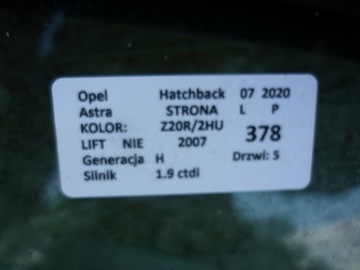 Opel Hatchback 07 2020
Astra STRONA L P
KOLOR: Z20R/2HU
LIFT NIE 2007 378
Generacja H Drzwi: 5
Silnik 1.9 ctdi